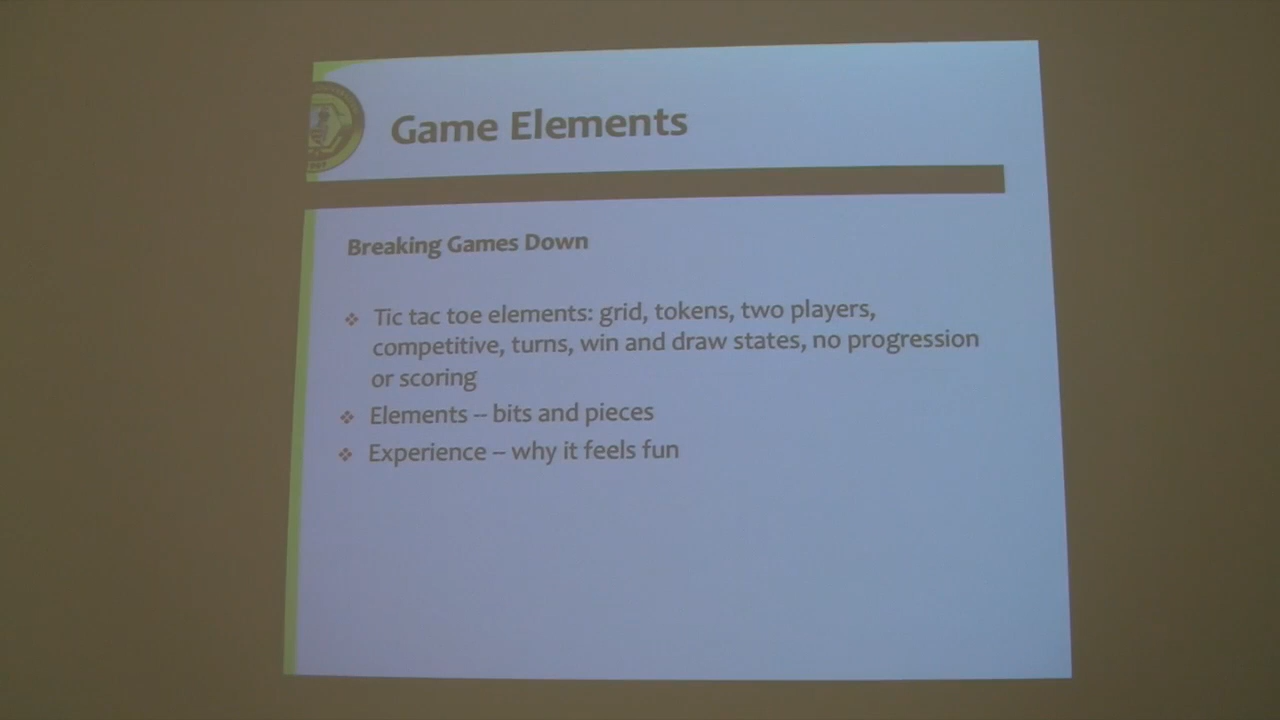 Game Elements
Breaking Games Down
❖ Tic tac toe elements: grid, tokens, two players,
competitive, turns, win and draw states, no progression
or scoring
❖ Elements – bits and pieces
❖ Experience – why it feels fun